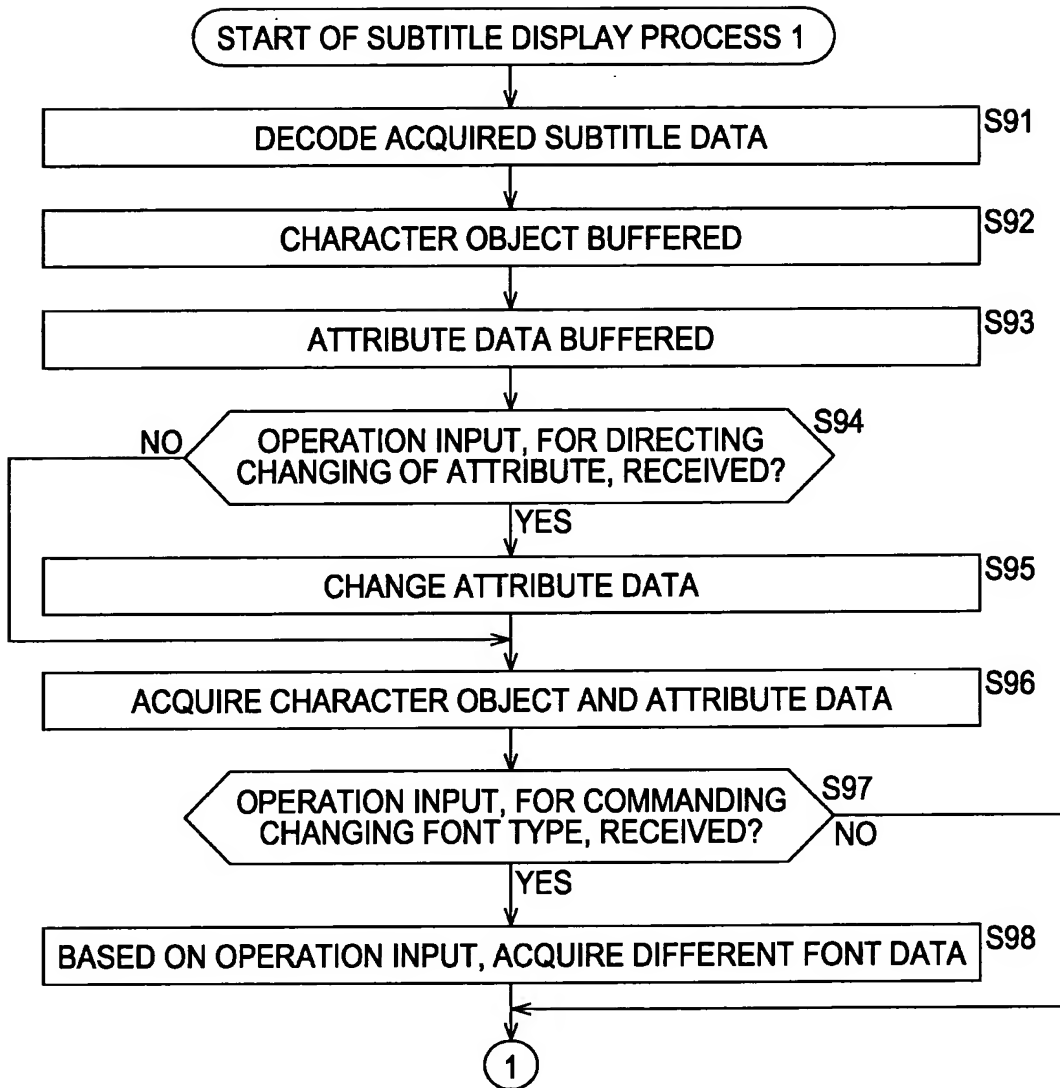 START OF SUBTITLE DISPLAY PROCESS 1
S91
DECODE ACQUIRED SUBTITLE DATA
S92
CHARACTER OBJECT BUFFERED
S93
ATTRIBUTE DATA BUFFERED
S94
NO
OPERATION INPUT, FOR DIRECTING
CHANGING OF ATTRIBUTE, RECEIVED?
YES
S95
CHANGE ATTRIBUTE DATA
S96
ACQUIRE CHARACTER OBJECT AND ATTRIBUTE DATA
S97
OPERATION INPUT, FOR COMMANDING
CHANGING FONT TYPE, RECEIVED?
NO
YES
S98
BASED ON OPERATION INPUT, ACQUIRE DIFFERENT FONT DATA
1